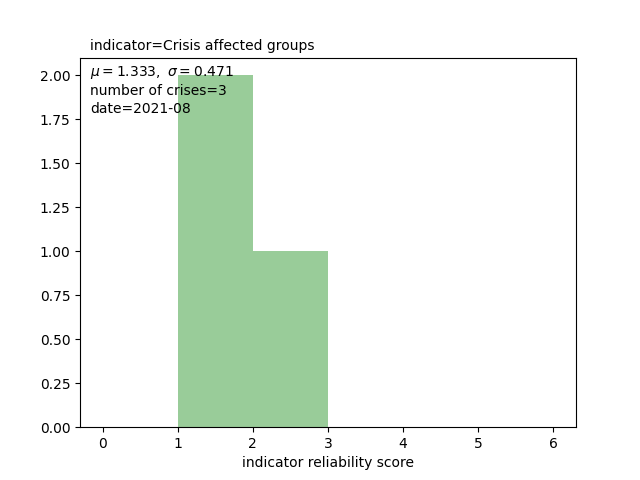 indicator=Crisis affected groups
μ = 1.333, σ = 0.471
number of crises=3
date=2021-08
2.00
1.75
1.50
1.25
1.00
0.75
0.50
0.25
0.00
0 1 2 3 4 5 6
indicator reliability score